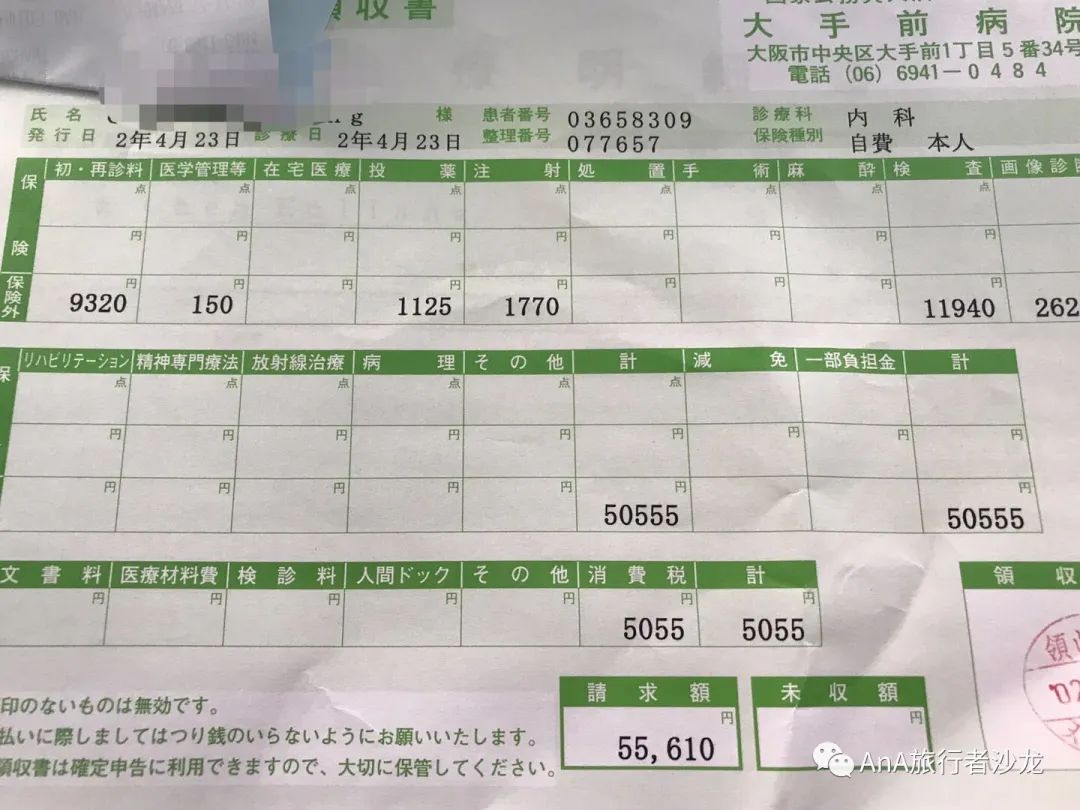 領収書
大手前病院
大阪市中央区大手前1丁目5番34号
電話 (06) 6941-0484
氏名 様 患者番号 03658309 診療科 内科
発行日 2年4月23日 診療日 2年4月23日 整理番号 077657 保険種別 自費 本人
保険 初・再診料 医学管理等 在宅医療 投薬 注射 処置 手術 麻酔 検査 画像診断
点 点 点 点 点 点 点 点 点
円 円 円 円 円 円 円 円 円
保険外 円 円 円 円 円 円 円 円 円
9320 150 1125 1770 11940 262
リハビリテーション 精神専門療法 放射線治療 病理 その他 計 減免 一部負担金 計
点 点 点 点 点 点
円 円 円 円 円 円 円 円 円
円 円 円 円 円 円 円
50555 50555
文書料 医療材料費 検診料 人間ドック その他 消費税 計
円 円 円 円 円 円 円
5055 5055
領収
領収
印のないものは無効です。
払いに際しましてはつり銭のいらないようにお願いいたします。
領収書は確定申告に利用できますので、大切に保管してください。
請求額 未収額
円 円
55,610
AnA旅行者沙龙